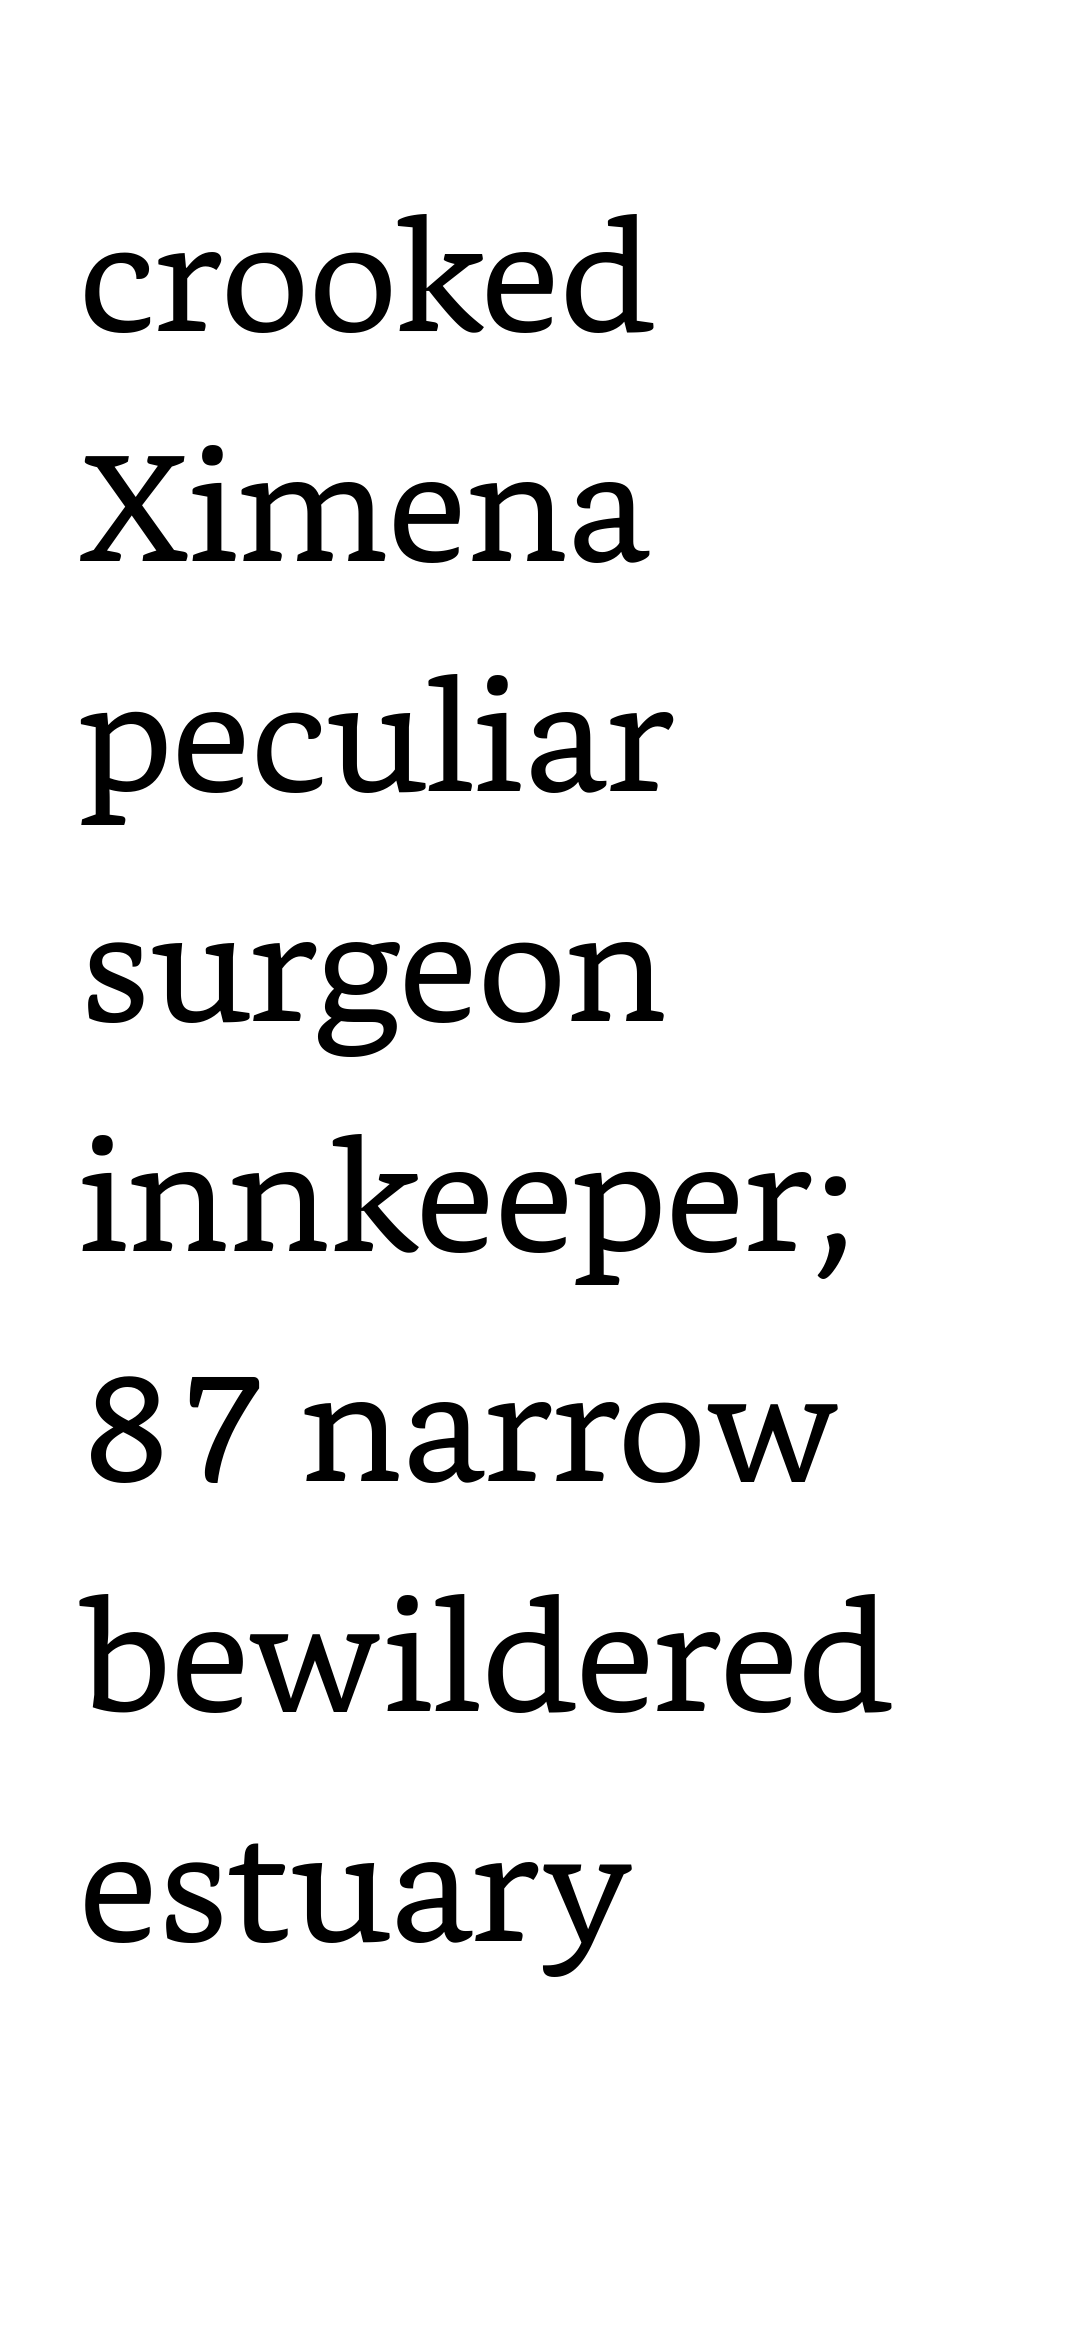 crooked
Ximena
peculiar
surgeon
innkeeper;
87 narrow
bewildered
estuary